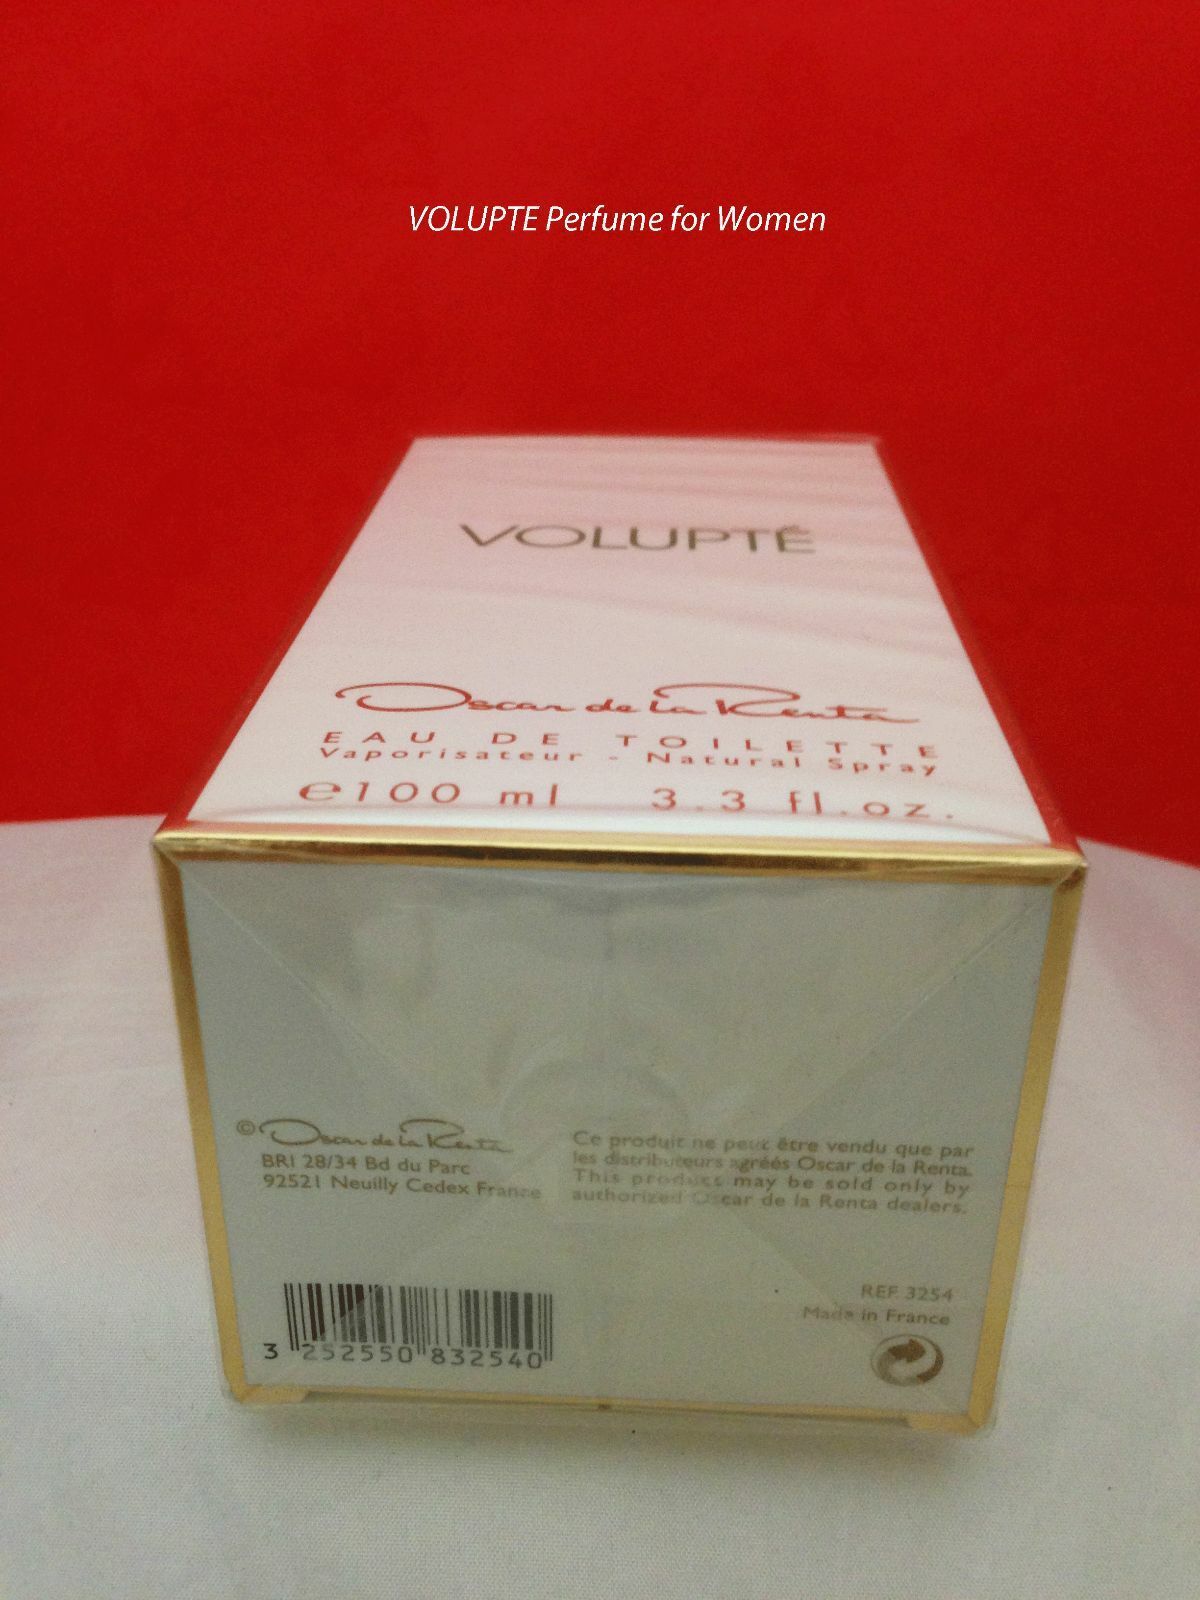 VOLUPTE Perfume for Women
VOLUPTÉ
Oscar de la Renta
EAU DE TOILETTE
Vaporisateur - Natural Spray
℮100 ml 3.3 fl.oz.
© Oscar de la Renta
BRI 28/34 Bd du Parc
92521 Neuilly Cedex France
Ce produit ne peut être vendu que par
les distributeurs agréés Oscar de la Renta.
This product may be sold only by
authorized Oscar de la Renta dealers.
REF. 3254
Made in France
3 252550 832540